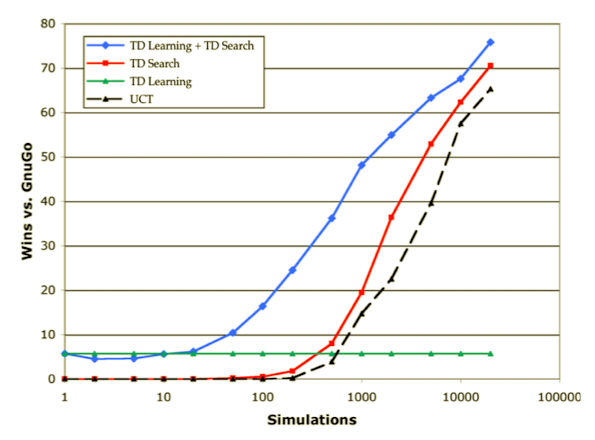 80
70
60
50
40
30
20
10
0
Wins vs. GnuGo
TD Learning + TD Search
TD Search
TD Learning
UCT
1 10 100 1000 10000 100000
Simulations